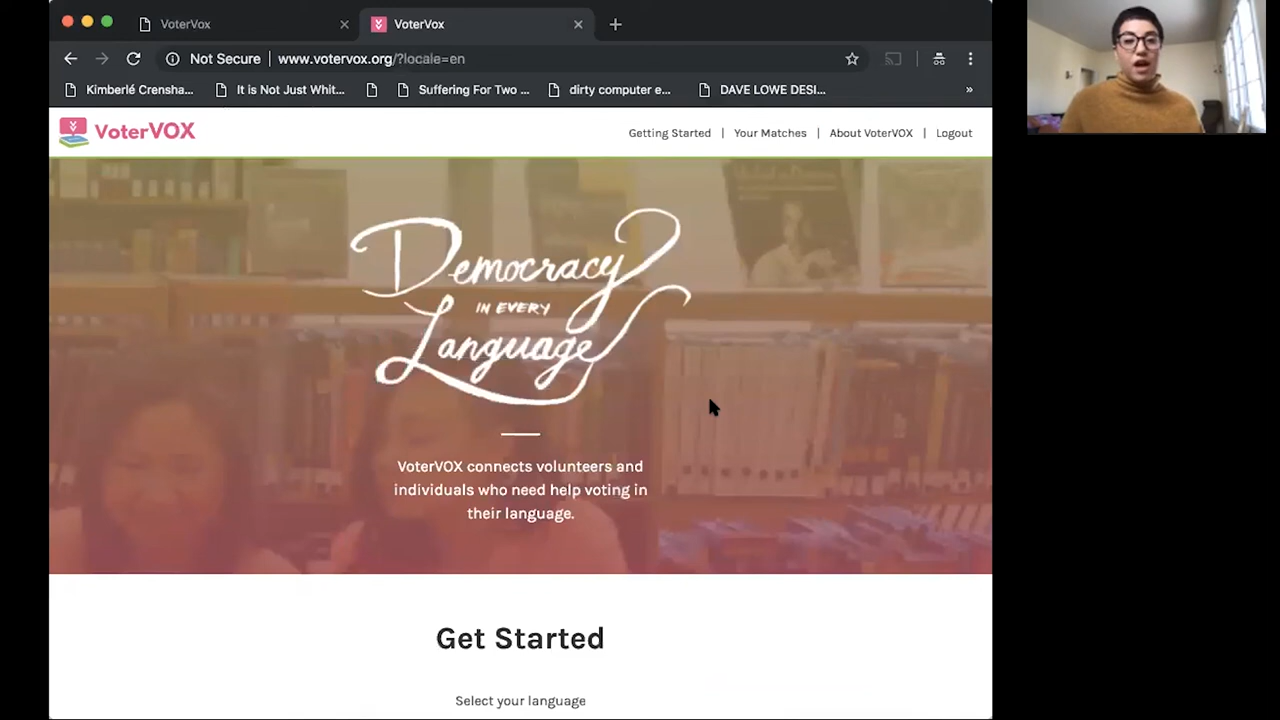 VoterVox
VoterVox
Not Secure
www.votervox.org/?locale=en
Kimberlé Crensha...
It is Not Just Whit...
Suffering For Two ...
dirty computer e...
DAVE LOWE DESI...
»
VoterVOX
Getting Started | Your Matches | About VoterVOX | Logout
Democracy
IN EVERY
Language
VoterVOX connects volunteers and
individuals who need help voting in
their language.
Get Started
Select your language